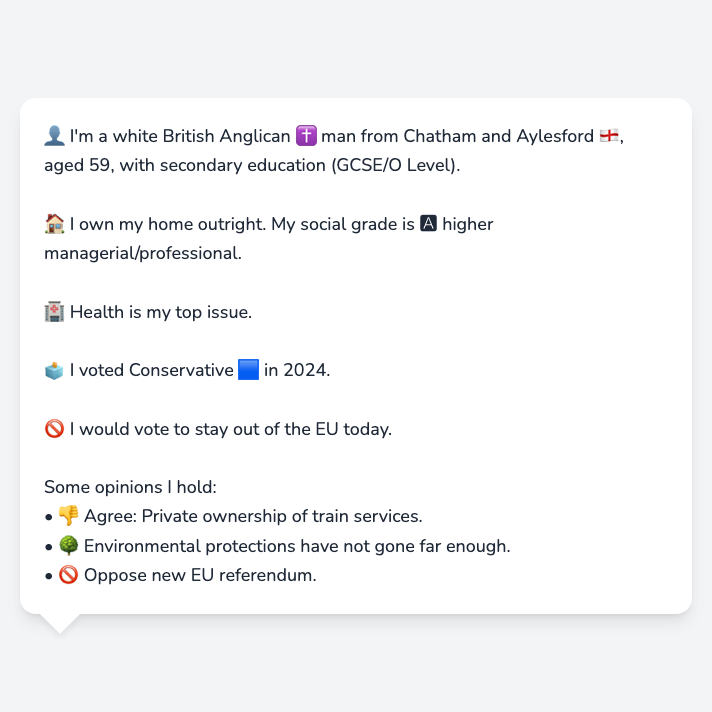 👤 I'm a white British Anglican ✝️ man from Chatham and Aylesford 🏴󠁧󠁢󠁥󠁮󠁧󠁿,
aged 59, with secondary education (GCSE/O Level).
🏠 I own my home outright. My social grade is 🅰 higher
managerial/professional.
🏥 Health is my top issue.
🗳️ I voted Conservative 🟦 in 2024.
🚫 I would vote to stay out of the EU today.
Some opinions I hold:
• 👎 Agree: Private ownership of train services.
• 🌳 Environmental protections have not gone far enough.
• 🚫 Oppose new EU referendum.